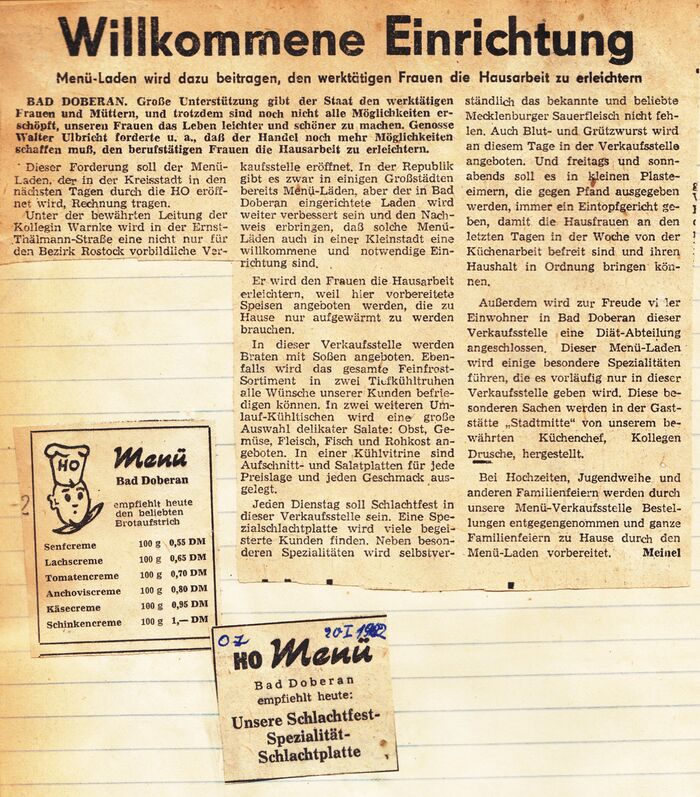 Willkommene Einrichtung
Menü-Laden wird dazu beitragen, den werktätigen Frauen die Hausarbeit zu erleichtern
BAD DOBERAN. Große Unterstützung gibt der Staat den werktätigen
Frauen und Müttern, und trotzdem sind noch nicht alle Möglichkeiten er-
schöpft, unseren Frauen das Leben leichter und schöner zu machen. Genosse
Walter Ulbricht forderte u. a., daß der Handel noch mehr Möglichkeiten
schaffen muß, den berufstätigen Frauen die Hausarbeit zu erleichtern.
Dieser Forderung soll der Menü-
Laden, der in der Kreisstadt in den
nächsten Tagen durch die HO eröff-
net wird, Rechnung tragen.
Unter der bewährten Leitung der
Kollegin Warnke wird in der Ernst-
Thälmann-Straße eine nicht nur für
den Bezirk Rostock vorbildliche Ver-
kaufsstelle eröffnet. In der Republik
gibt es zwar in einigen Großstädten
bereits Menü-Läden, aber der in Bad
Doberan eingerichtete Laden wird
weiter verbessert sein und den Nach-
weis erbringen, daß solche Menü-
Läden auch in einer Kleinstadt eine
willkommene und notwendige Ein-
richtung sind.
Er wird den Frauen die Hausarbeit
erleichtern, weil hier vorbereitete
Speisen angeboten werden, die zu
Hause nur aufgewärmt zu werden
brauchen.
In dieser Verkaufsstelle werden
Braten mit Soßen angeboten. Eben-
falls wird das gesamte Feinfrost-
Sortiment in zwei Tiefkühltruhen
alle Wünsche unserer Kunden befrie-
digen können. In zwei weiteren Um-
lauf-Kühltischen wird eine große
Auswahl delikater Salate: Obst, Ge-
müse, Fleisch, Fisch und Rohkost an-
geboten. In einer Kühlvitrine sind
Aufschnitt- und Salatplatten für jede
Preislage und jeden Geschmack aus-
gelegt.
Jeden Dienstag soll Schlachtfest in
dieser Verkaufsstelle sein. Eine Spe-
zialschlachtplatte wird viele begei-
sterte Kunden finden. Neben beson-
deren Spezialitäten wird selbstver-
ständlich das bekannte und beliebte
Mecklenburger Sauerfleisch nicht feh-
len. Auch Blut- und Grützwurst wird
an diesem Tage in der Verkaufsstelle
angeboten. Und freitags und sonn-
abends soll es in kleinen Plaste-
eimern, die gegen Pfand ausgegeben
werden, immer ein Eintopfgericht ge-
ben, damit die Hausfrauen an den
letzten Tagen in der Woche von der
Küchenarbeit befreit sind und ihren
Haushalt in Ordnung bringen kön-
nen.
Außerdem wird zur Freude vieler
Einwohner in Bad Doberan dieser
Verkaufsstelle eine Diät-Abteilung
angeschlossen. Dieser Menü-Laden
wird einige besondere Spezialitäten
führen, die es vorläufig nur in dieser
Verkaufsstelle geben wird. Diese be-
sonderen Sachen werden in der Gast-
stätte „Stadtmitte" von unserem be-
währten Küchenchef, Kollegen
Drusche, hergestellt.
Bei Hochzeiten, Jugendweihe und
anderen Familienfeiern werden durch
unsere Menü-Verkaufsstelle Bestel-
lungen entgegengenommen und ganze
Familienfeiern zu Hause durch den
Menü-Laden vorbereitet. Meinel
HO
Menü
Bad Doberan
empfiehlt heute
den beliebten
Brotaufstrich
Senfcreme 100 g 0,55 DM
Lachscreme 100 g 0,65 DM
Tomatencreme 100 g 0,70 DM
Anchoviscreme 100 g 0,80 DM
Käsecreme 100 g 0,95 DM
Schinkencreme 100 g 1,— DM
OZ 20 I 1962
HO Menü
Bad Doberan
empfiehlt heute:
Unsere Schlachtfest-
Spezialität-
Schlachtplatte